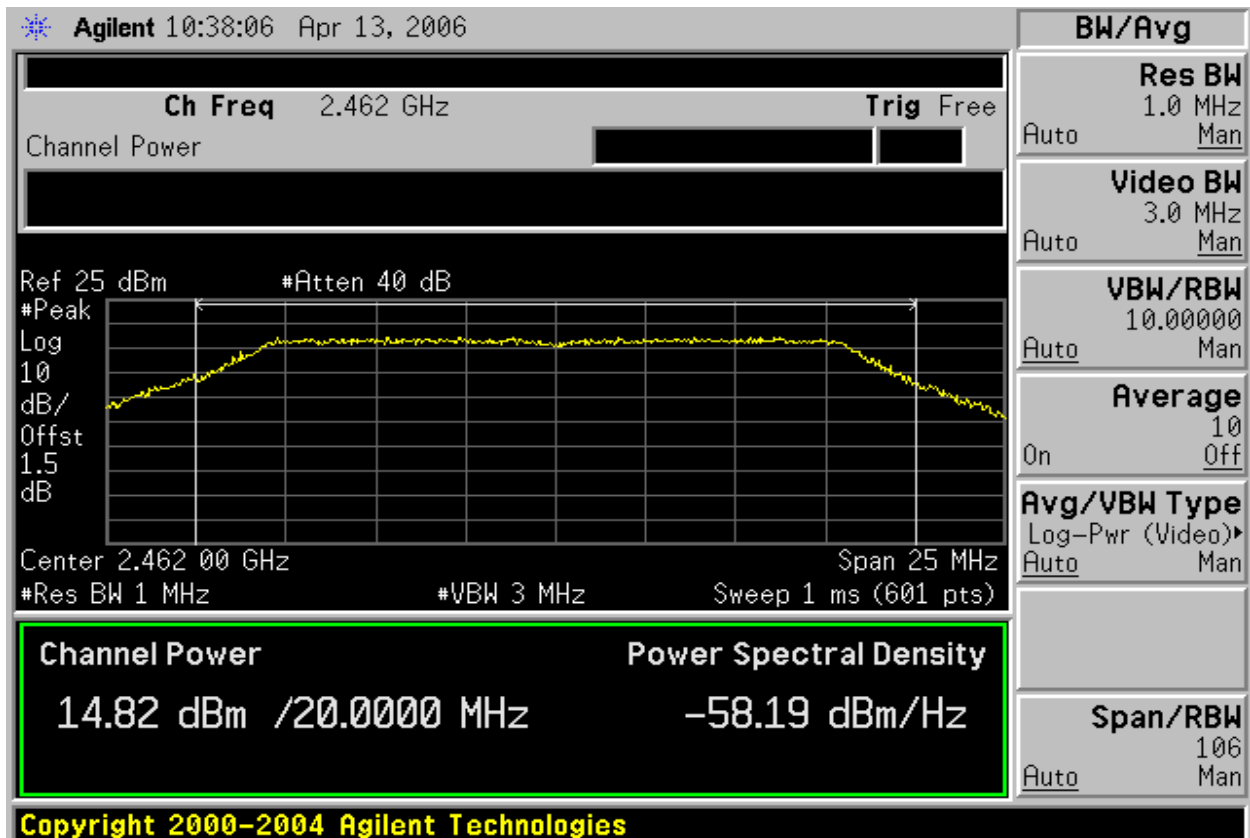 Agilent 10:38:06 Apr 13, 2006
Ch Freq 2.462 GHz Trig Free
Channel Power
Ref 25 dBm #Atten 40 dB
#Peak
Log
10
dB/
Offst
1.5
dB
Center 2.462 00 GHz Span 25 MHz
#Res BW 1 MHz #VBW 3 MHz Sweep 1 ms (601 pts)
Channel Power Power Spectral Density
14.82 dBm /20.0000 MHz -58.19 dBm/Hz
Copyright 2000-2004 Agilent Technologies
BW/Avg
Res BW
1.0 MHz
Auto Man
Video BW
3.0 MHz
Auto Man
VBW/RBW
10.00000
Auto Man
Average
10
On Off
Avg/VBW Type
Log-Pwr (Video)
Auto Man
Span/RBW
106
Auto Man